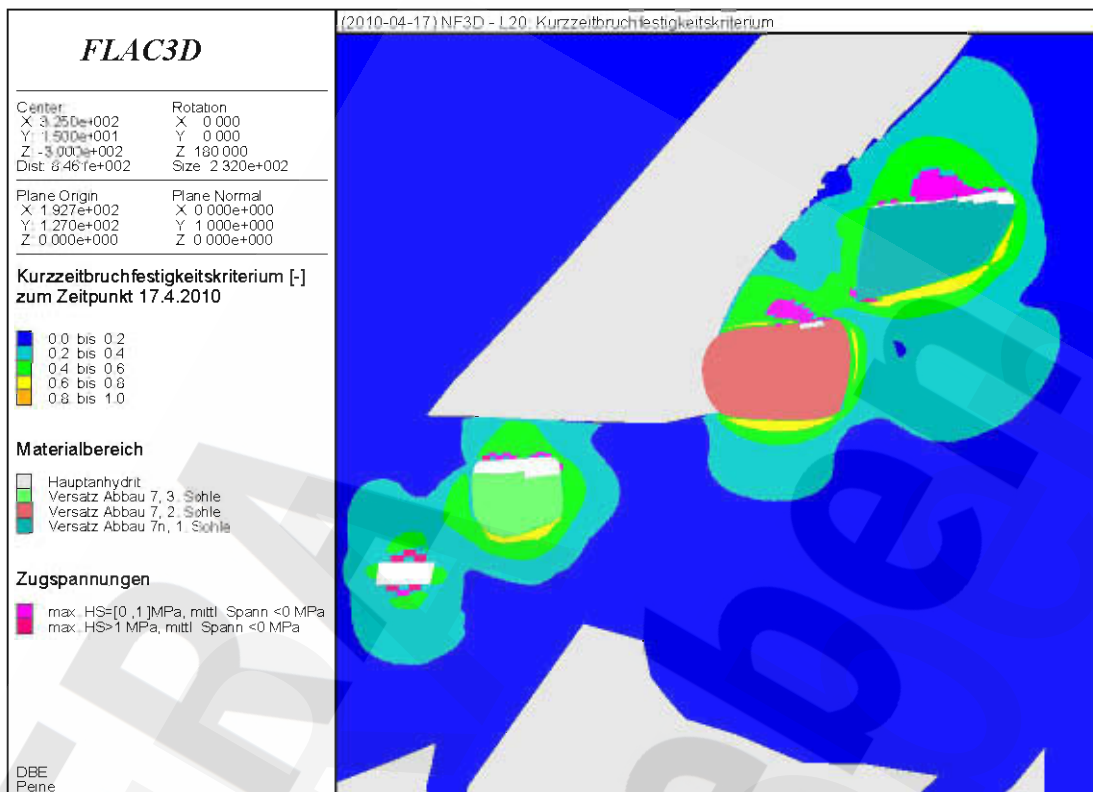 (2010-04-17) NF3D - L20: Kurzzeitbruchfestigkeitskriterium
FLAC3D
Center: Rotation
X: 3.250e+002 X: 0.000
Y: 1.500e+001 Y: 0.000
Z: -3.000e+002 Z: 180.000
Dist: 8.461e+002 Size: 2.320e+002
Plane Origin Plane Normal
X: 1.927e+002 X: 0.000e+000
Y: 1.270e+002 Y: 1.000e+000
Z: 0.000e+000 Z: 0.000e+000
Kurzzeitbruchfestigkeitskriterium [-]
zum Zeitpunkt 17.4.2010
0.0 bis 0.2
0.2 bis 0.4
0.4 bis 0.6
0.6 bis 0.8
0.8 bis 1.0
Materialbereich
Hauptanhydrit
Versatz Abbau 7, 3. Sohle
Versatz Abbau 7, 2. Sohle
Versatz Abbau 7n, 1. Sohle
Zugspannungen
max. HS=[0 ,1 ]MPa, mittl. Spann <0 MPa
max. HS>1 MPa, mittl. Spann <0 MPa
DBE
Peine